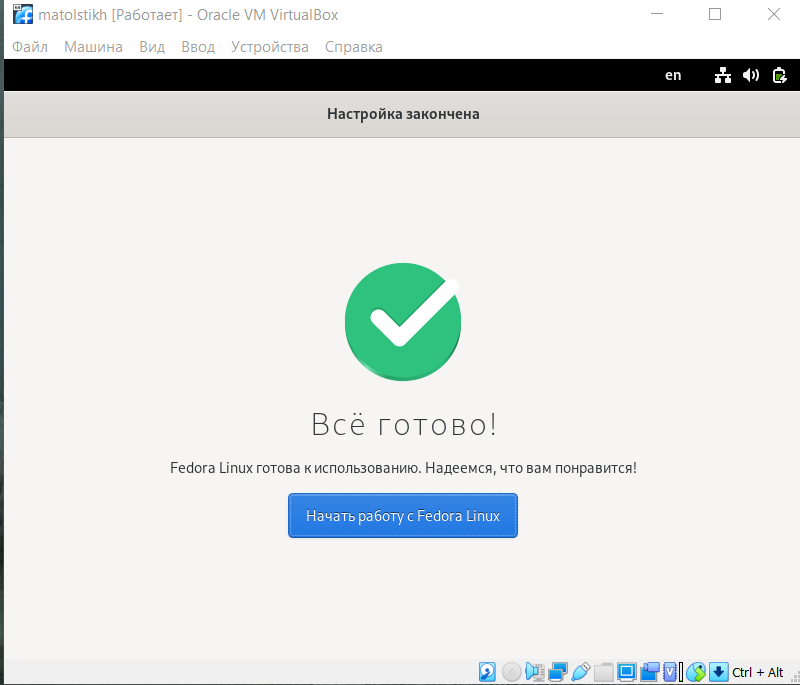 matolstikh [Работает] - Oracle VM VirtualBox
Файл Машина Вид Ввод Устройства Справка
en
Настройка закончена
Всё готово!
Fedora Linux готова к использованию. Надеемся, что вам понравится!
Начать работу с Fedora Linux
Ctrl + Alt